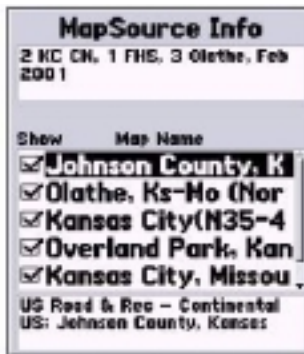 MapSource Info
2 KC CN, 1 FHS, 3 Olathe, Feb
2001
Show Map Name
Johnson County, K
Olathe, Ks-Mo (Nor
Kansas City(N35-4
Overland Park, Kan
Kansas City, Missou
US Road & Rec - Continental
US: Johnson County, Kansas